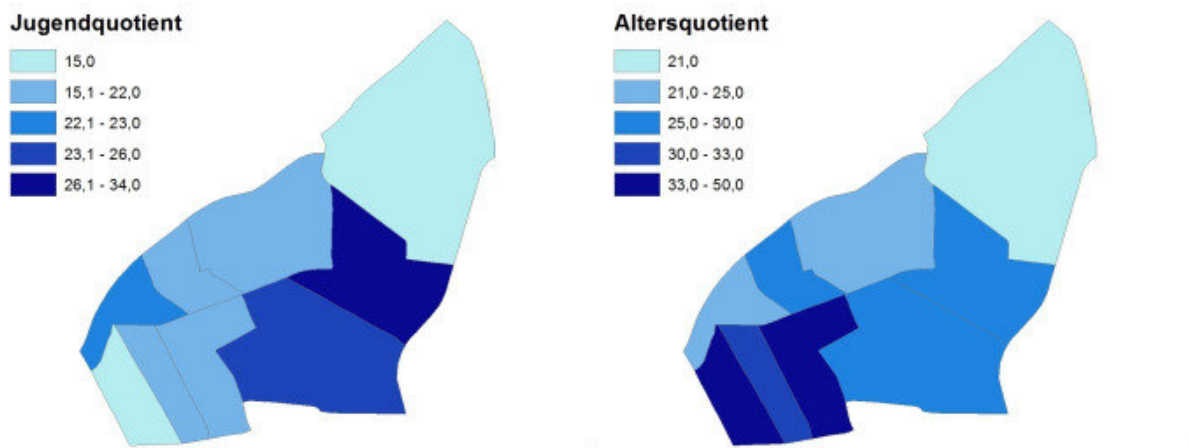 Jugendquotient
15,0
15,1 - 22,0
22,1 - 23,0
23,1 - 26,0
26,1 - 34,0
Altersquotient
21,0
21,0 - 25,0
25,0 - 30,0
30,0 - 33,0
33,0 - 50,0